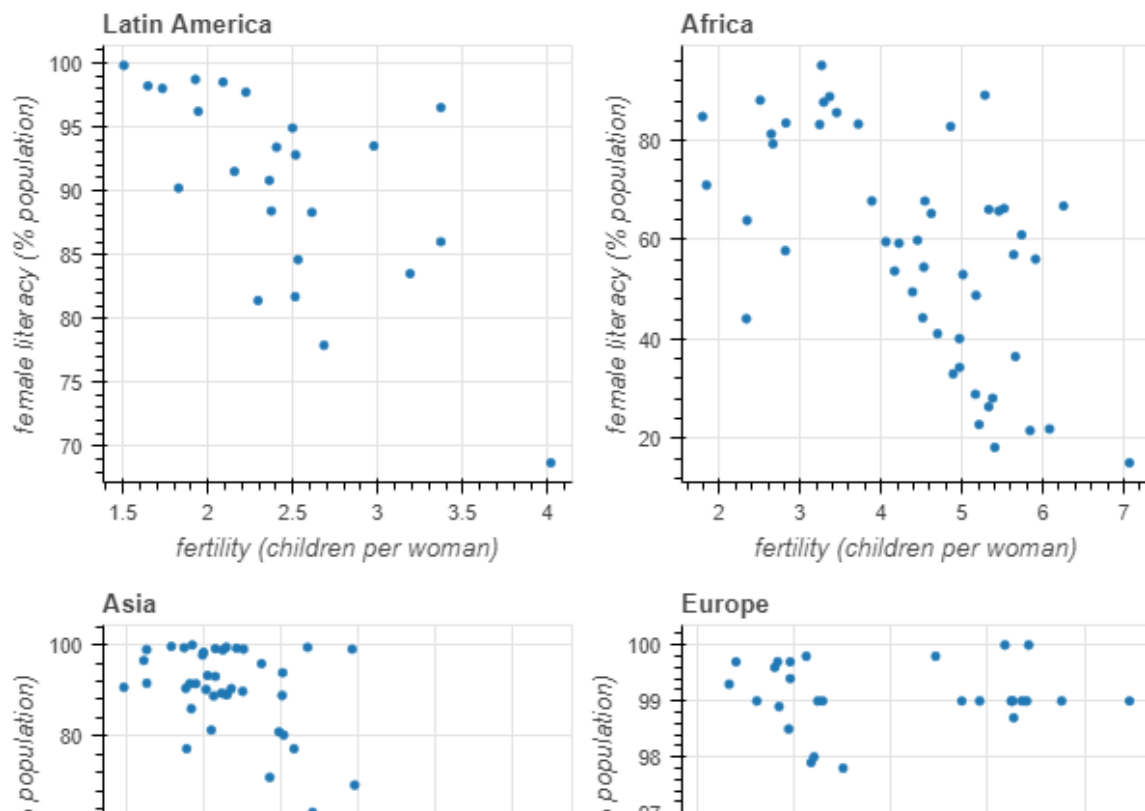 Latin America
100
95
90
85
80
75
70
female literacy (% population)
1.5 2 2.5 3 3.5 4
fertility (children per woman)
Africa
80
60
40
20
female literacy (% population)
2 3 4 5 6 7
fertility (children per woman)
Asia
100
80
population)
Europe
100
99
98
population)